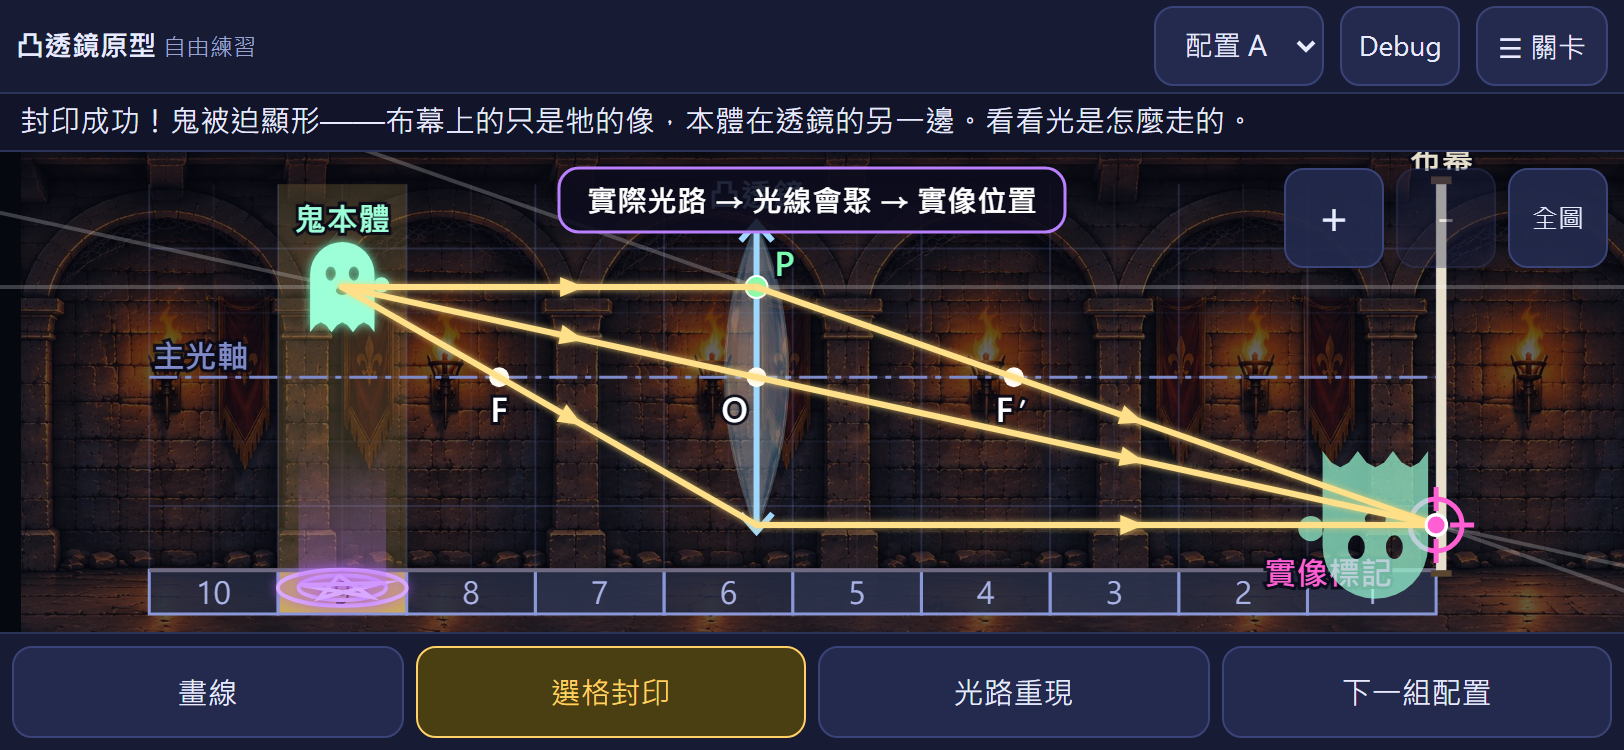 凸透鏡原型 自由練習
配置 A
Debug
☰ 關卡
封印成功！鬼被迫顯形——布幕上的只是牠的像，本體在透鏡的另一邊。看看光是怎麼走的。
布幕
實際光路 → 光線會聚 → 實像位置
+
-
全圖
鬼本體
P
主光軸
F
O
F′
實像標記
10
8
7
6
5
4
3
2
1
畫線
選格封印
光路重現
下一組配置